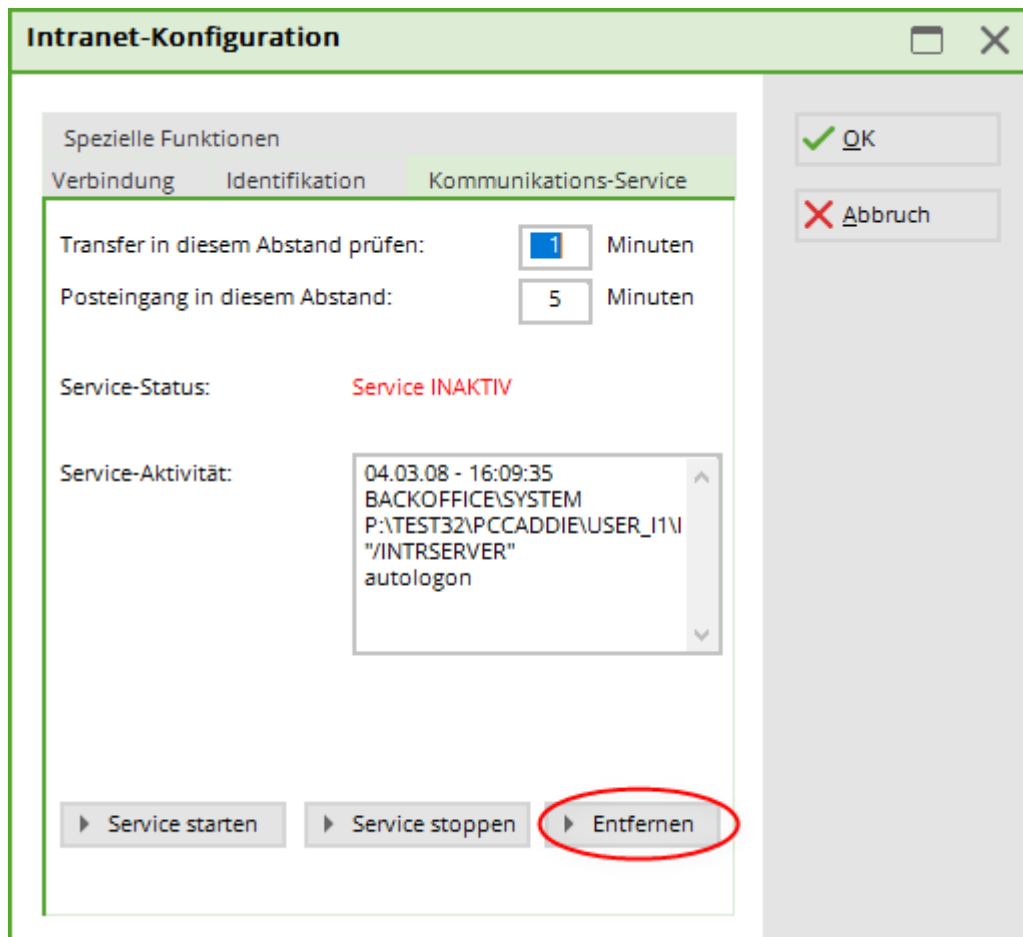 Intranet-Konfiguration
Spezielle Funktionen
Verbindung Identifikation Kommunikations-Service
Transfer in diesem Abstand prüfen: 1 Minuten
Posteingang in diesem Abstand: 5 Minuten
Service-Status: Service INAKTIV
Service-Aktivität: 04.03.08 - 16:09:35
BACKOFFICE\SYSTEM
P:\TEST32\PCCADDIE\USER_I1\I
"/INTRSERVER"
autologon
Service starten Service stoppen Entfernen
OK
Abbruch